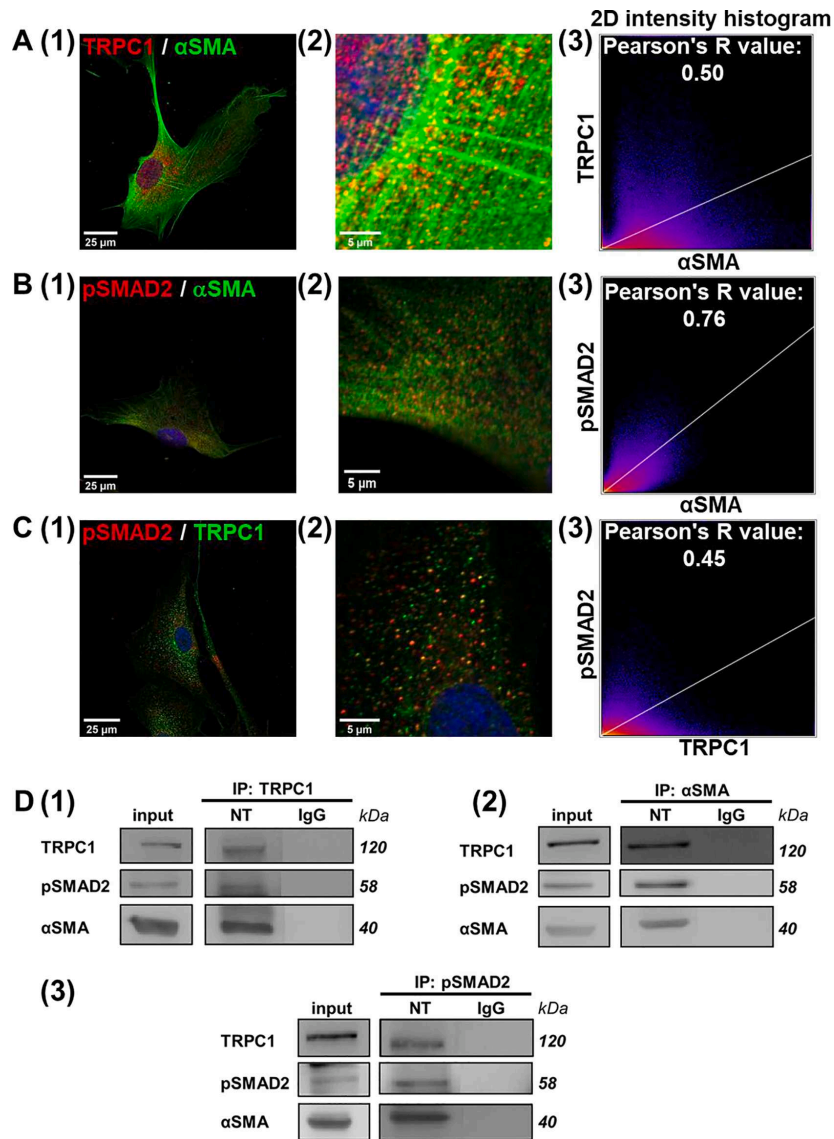 2D intensity histogram
A (1) TRPC1 / αSMA (2) (3) Pearson's R value:
0.50
TRPC1
25 µm 5 µm
αSMA
B (1) pSMAD2 / αSMA (2) (3) Pearson's R value:
0.76
pSMAD2
25 µm 5 µm
αSMA
C (1) pSMAD2 / TRPC1 (2) (3) Pearson's R value:
0.45
pSMAD2
25 µm 5 µm
TRPC1
D (1) IP: TRPC1
input NT IgG kDa
TRPC1 120
pSMAD2 58
αSMA 40
(2) IP: αSMA
input NT IgG kDa
TRPC1 120
pSMAD2 58
αSMA 40
(3) IP: pSMAD2
input NT IgG kDa
TRPC1 120
pSMAD2 58
αSMA 40